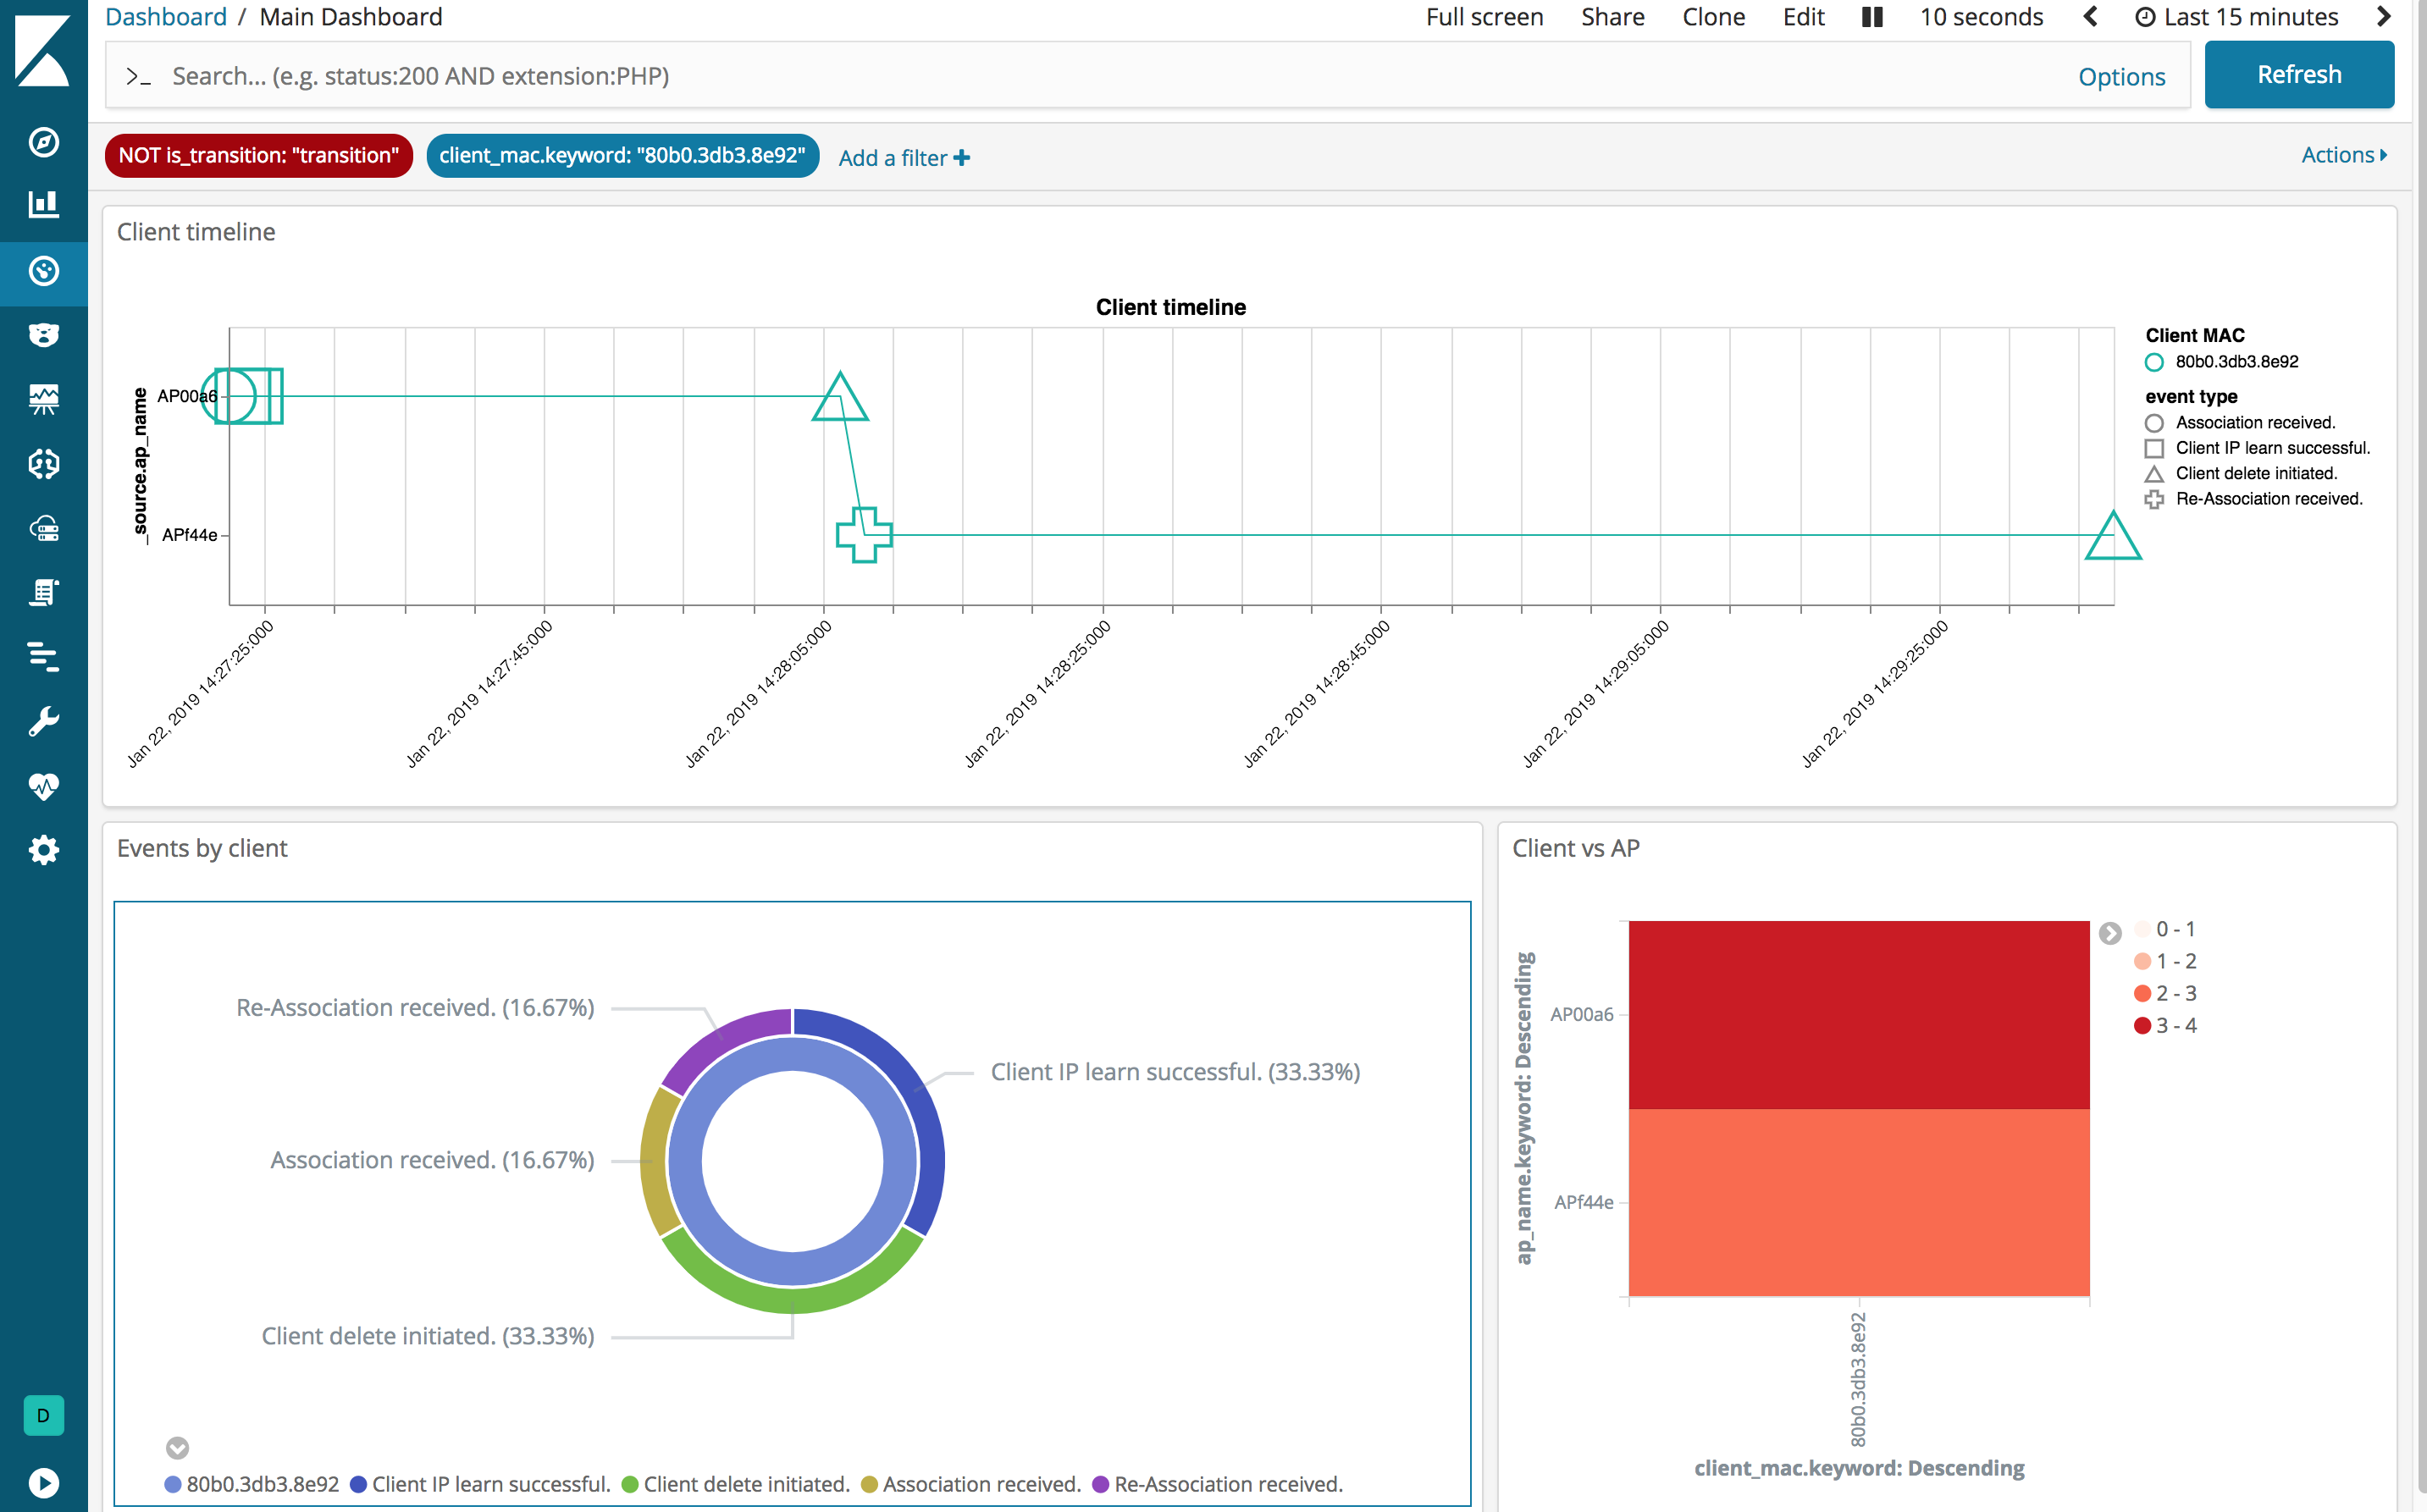 Dashboard / Main Dashboard
Full screen Share Clone Edit 10 seconds Last 15 minutes
>_ Search... (e.g. status:200 AND extension:PHP) Options Refresh
NOT is_transition: "transition" client_mac.keyword: "80b0.3db3.8e92" Add a filter + Actions
Client timeline
Client timeline
_source.ap_name
AP00a6
APf44e
Jan 22, 2019 14:27:25:000
Jan 22, 2019 14:27:45:000
Jan 22, 2019 14:28:05:000
Jan 22, 2019 14:28:25:000
Jan 22, 2019 14:28:45:000
Jan 22, 2019 14:29:05:000
Jan 22, 2019 14:29:25:000
Client MAC
80b0.3db3.8e92
event type
Association received.
Client IP learn successful.
Client delete initiated.
Re-Association received.
Events by client
Re-Association received. (16.67%)
Client IP learn successful. (33.33%)
Association received. (16.67%)
Client delete initiated. (33.33%)
80b0.3db3.8e92 Client IP learn successful. Client delete initiated. Association received. Re-Association received.
Client vs AP
ap_name.keyword: Descending
AP00a6
APf44e
80b0.3db3.8e92
client_mac.keyword: Descending
0 - 1
1 - 2
2 - 3
3 - 4
D